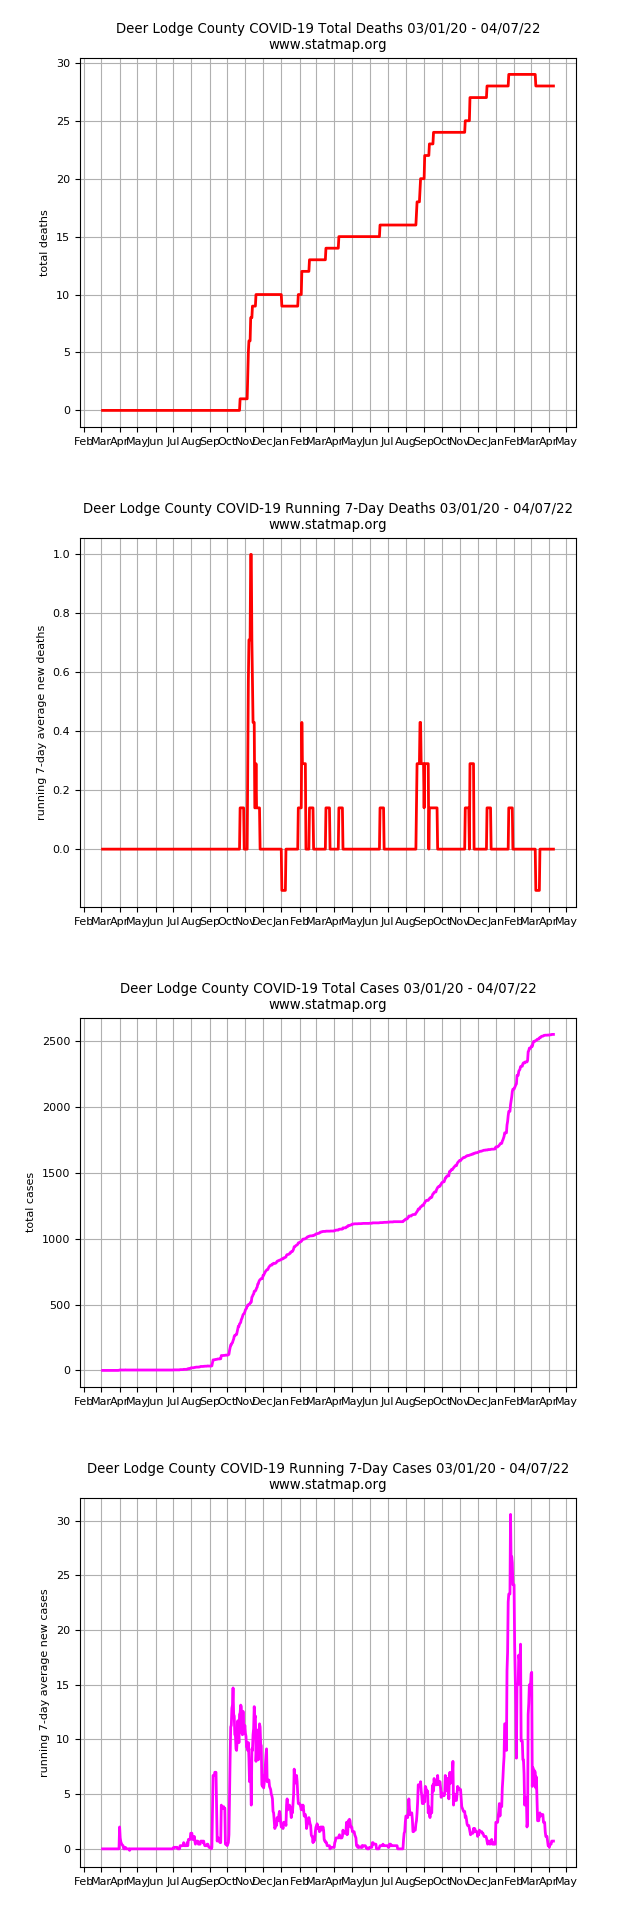 Deer Lodge County COVID-19 Total Deaths 03/01/20 - 04/07/22
www.statmap.org
30
25
20
15
10
5
0
total deaths
Feb Mar Apr May Jun Jul Aug Sep Oct Nov Dec Jan Feb Mar Apr May Jun Jul Aug Sep Oct Nov Dec Jan Feb Mar Apr May
Deer Lodge County COVID-19 Running 7-Day Deaths 03/01/20 - 04/07/22
www.statmap.org
1.0
0.8
0.6
0.4
0.2
0.0
running 7-day average new deaths
Feb Mar Apr May Jun Jul Aug Sep Oct Nov Dec Jan Feb Mar Apr May Jun Jul Aug Sep Oct Nov Dec Jan Feb Mar Apr May
Deer Lodge County COVID-19 Total Cases 03/01/20 - 04/07/22
www.statmap.org
2500
2000
1500
1000
500
0
total cases
Feb Mar Apr May Jun Jul Aug Sep Oct Nov Dec Jan Feb Mar Apr May Jun Jul Aug Sep Oct Nov Dec Jan Feb Mar Apr May
Deer Lodge County COVID-19 Running 7-Day Cases 03/01/20 - 04/07/22
www.statmap.org
30
25
20
15
10
5
0
running 7-day average new cases
Feb Mar Apr May Jun Jul Aug Sep Oct Nov Dec Jan Feb Mar Apr May Jun Jul Aug Sep Oct Nov Dec Jan Feb Mar Apr May